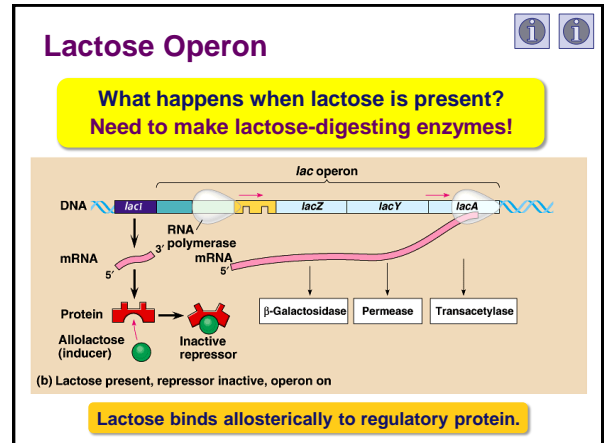 Lactose Operon
i i
What happens when lactose is present?
Need to make lactose-digesting enzymes!
lac operon
DNA lacI lacZ lacY lacA
RNA
polymerase
mRNA 3′ mRNA
5′ 5′
Protein β-Galactosidase Permease Transacetylase
Allolactose
(inducer)
Inactive
repressor
(b) Lactose present, repressor inactive, operon on
Lactose binds allosterically to regulatory protein.